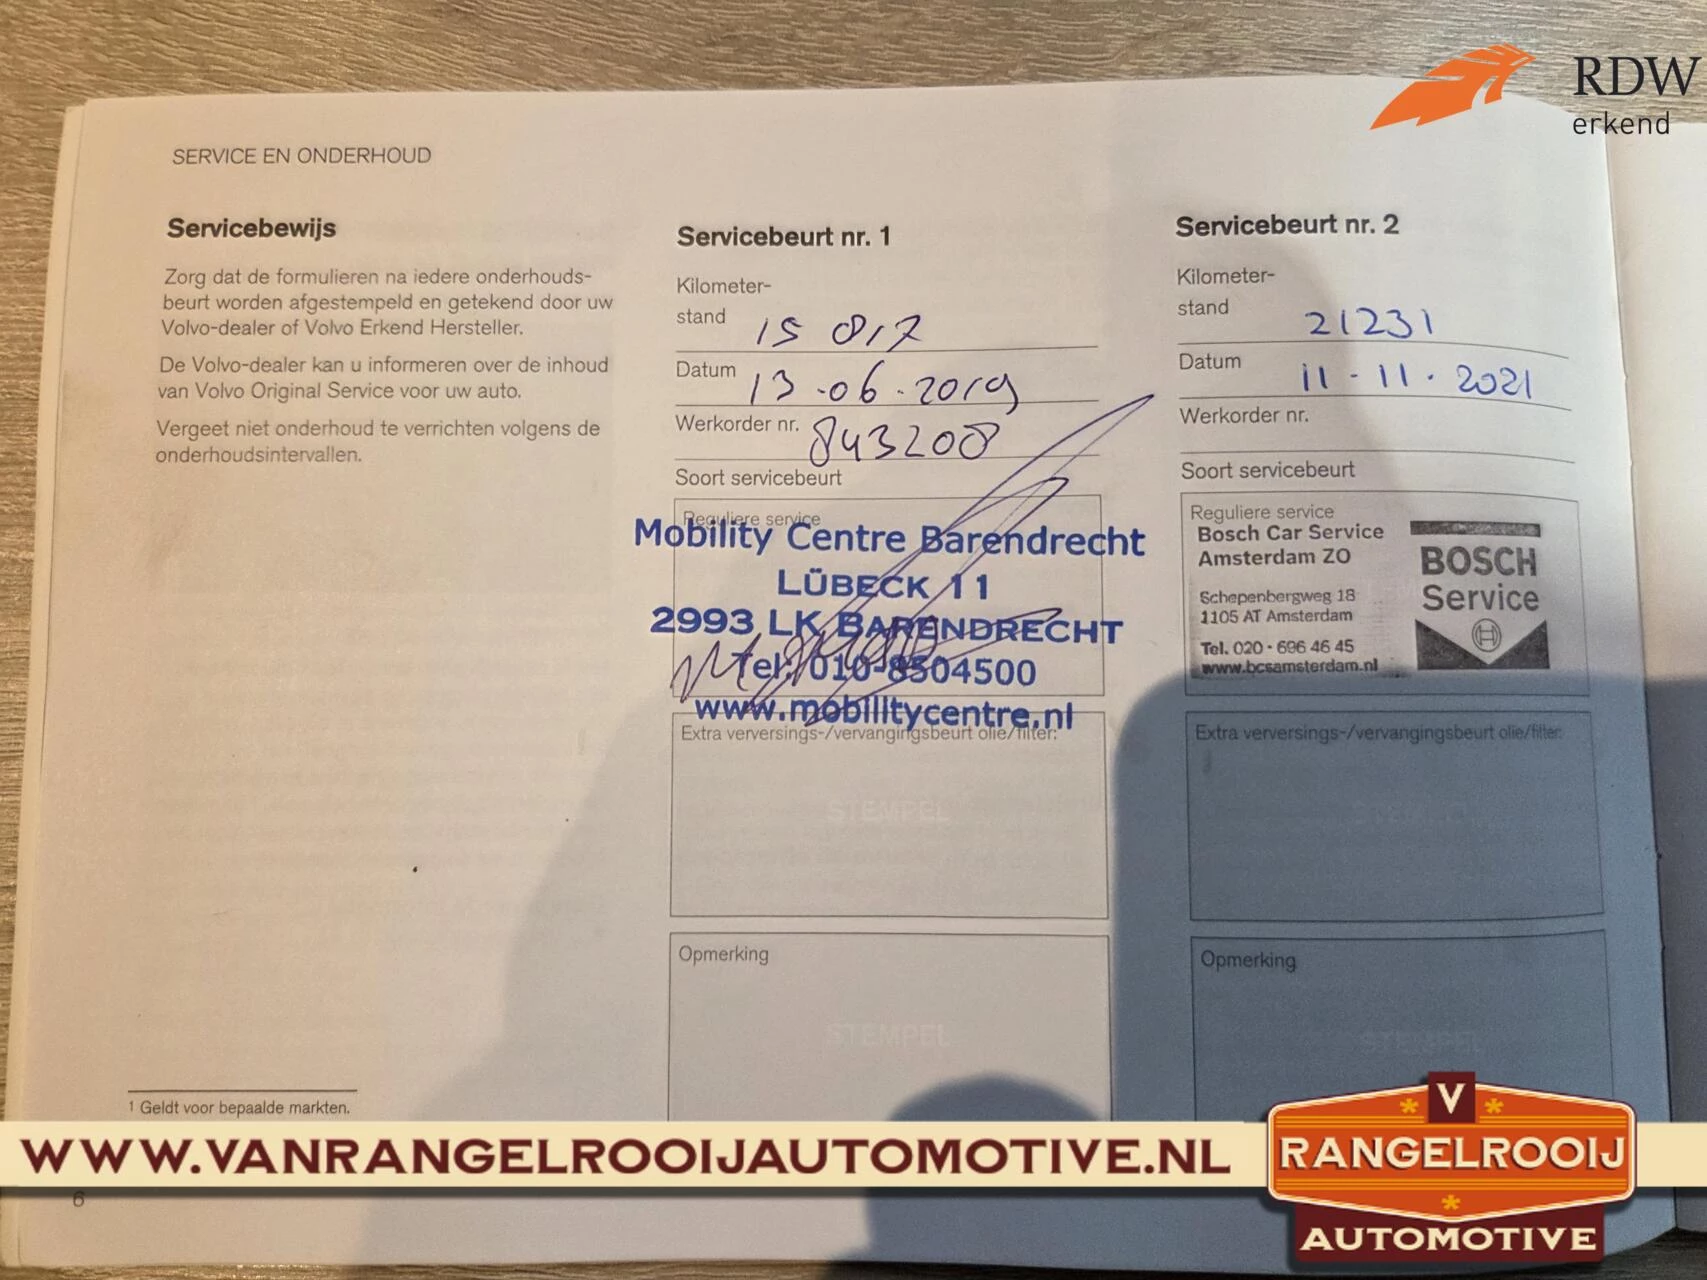 RDW
erkend
SERVICE EN ONDERHOUD
Servicebewijs
Zorg dat de formulieren na iedere onderhouds-
beurt worden afgestempeld en getekend door uw
Volvo-dealer of Volvo Erkend Hersteller.
De Volvo-dealer kan u informeren over de inhoud
van Volvo Original Service voor uw auto.
Vergeet niet onderhoud te verrichten volgens de
onderhoudsintervallen.
1 Geldt voor bepaalde markten.
Servicebeurt nr. 1
Kilometer-
stand 15 817
Datum 13-06-2019
Werkorder nr. 843208
Soort servicebeurt
Reguliere service
Mobility Centre Barendrecht
LÜBECK 11
2993 LK BARENDRECHT
Tel: 010-8504500
www.mobilitycentre.nl
Extra verversings-/vervangingsbeurt olie/filter:
STEMPEL
Opmerking
STEMPEL
Servicebeurt nr. 2
Kilometer-
stand 21231
Datum 11-11-2021
Werkorder nr.
Soort servicebeurt
Reguliere service
Bosch Car Service
Amsterdam ZO
Schepenbergweg 18
1105 AT Amsterdam
Tel. 020-696 46 45
www.bcsamsterdam.nl
BOSCH
Service
Extra verversings-/vervangingsbeurt olie/filter:
STEMPEL
Opmerking
STEMPEL
WWW.VANRANGELROOIJAUTOMOTIVE.NL
V
RANGELROOIJ
AUTOMOTIVE
6